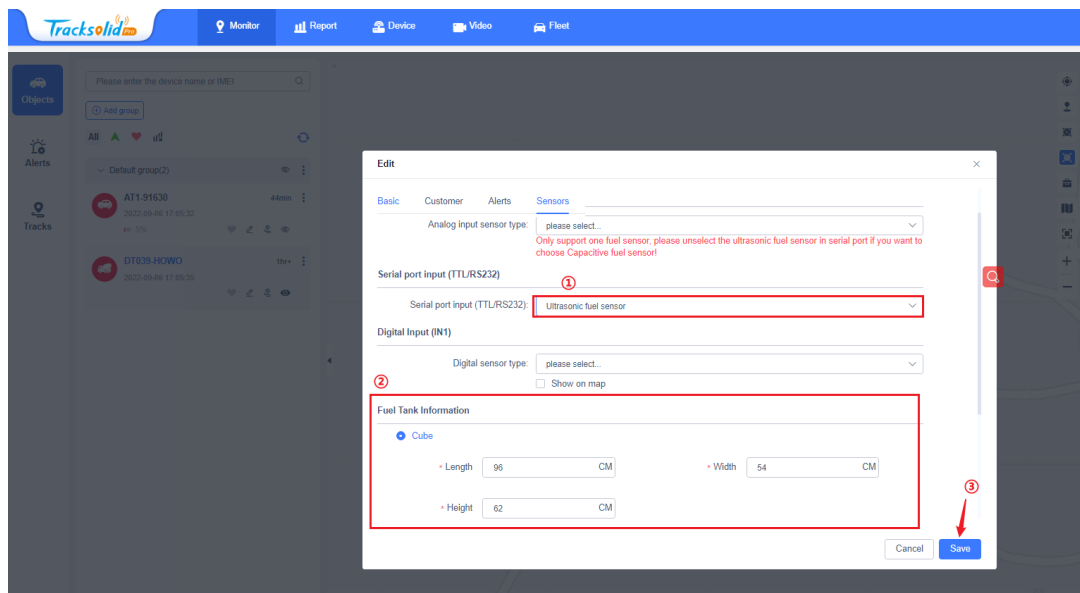 Tracksolid Pro
Monitor
Report
Device
Video
Fleet
Objects
Alerts
Tracks
Please enter the device name or IMEI
Add group
All
Default group(2)
AT1-91630
44min
2022-09-06 17:05:32
DT039-HOWO
1hr+
2022-09-06 17:05:35
Edit
Basic Customer Alerts Sensors
Analog input sensor type: please select...
Only support one fuel sensor, please unselect the ultrasonic fuel sensor in serial port if you want to
choose Capacitive fuel sensor!
Serial port input (TTL/RS232)
①
Serial port input (TTL/RS232): Ultrasonic fuel sensor
Digital Input (IN1)
Digital sensor type: please select...
Show on map
②
Fuel Tank Information
Cube
* Length 96 CM
* Width 54 CM
* Height 62 CM
③
Cancel
Save